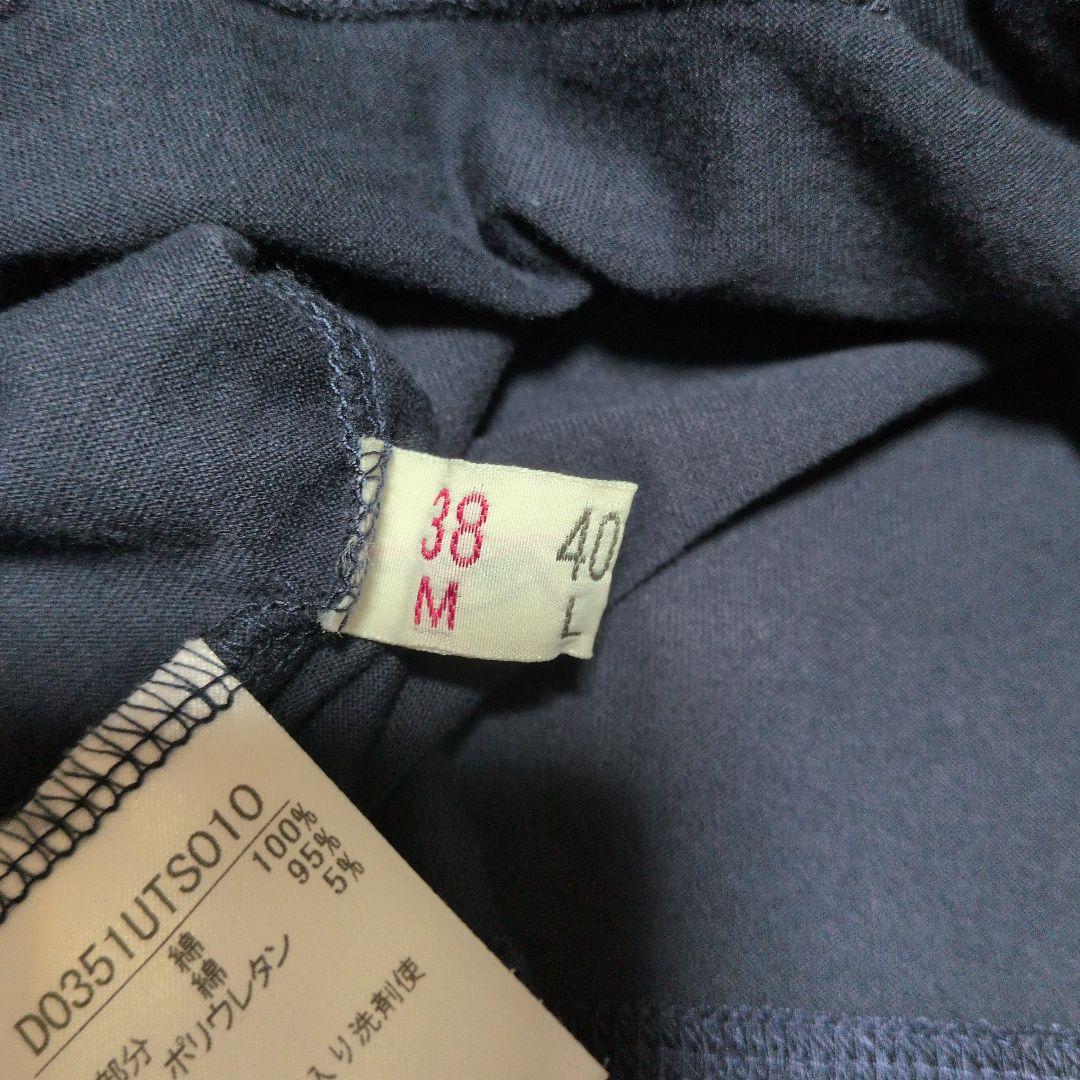 38 40
M L
D0351UTS010
綿 100%
部分 綿 95%
ポリウレタン 5%
入り洗剤使